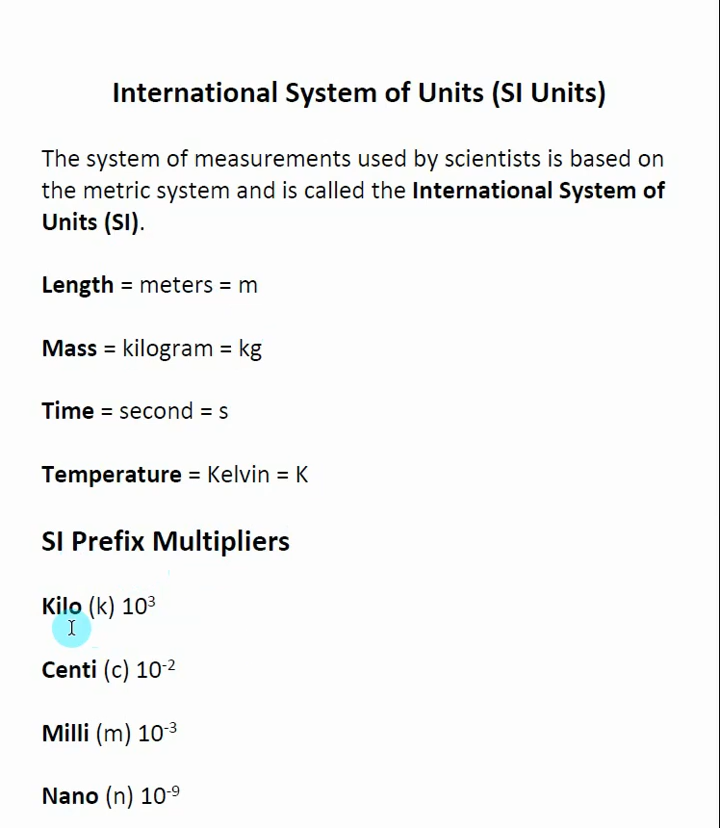 International System of Units (SI Units)
The system of measurements used by scientists is based on
the metric system and is called the International System of
Units (SI).
Length = meters = m
Mass = kilogram = kg
Time = second = s
Temperature = Kelvin = K
SI Prefix Multipliers
Kilo (k) 10³
Centi (c) 10⁻²
Milli (m) 10⁻³
Nano (n) 10⁻⁹